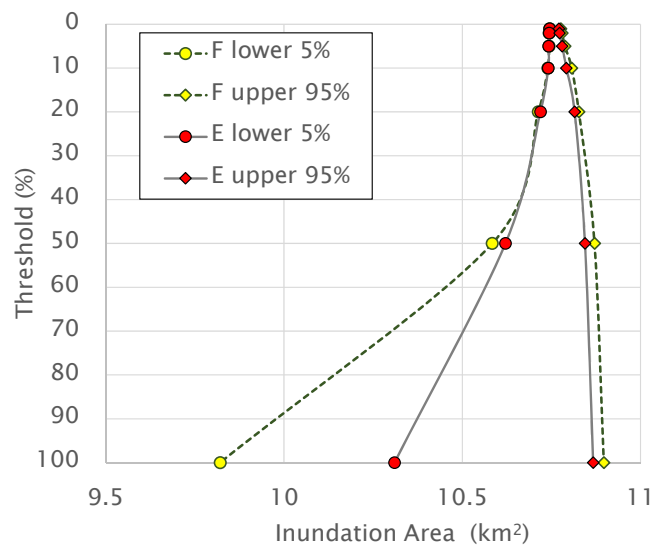 0
10
20
30
40
50
60
70
80
90
100
Threshold (%)
F lower 5%
F upper 95%
E lower 5%
E upper 95%
9.5 10 10.5 11
Inundation Area (km²)